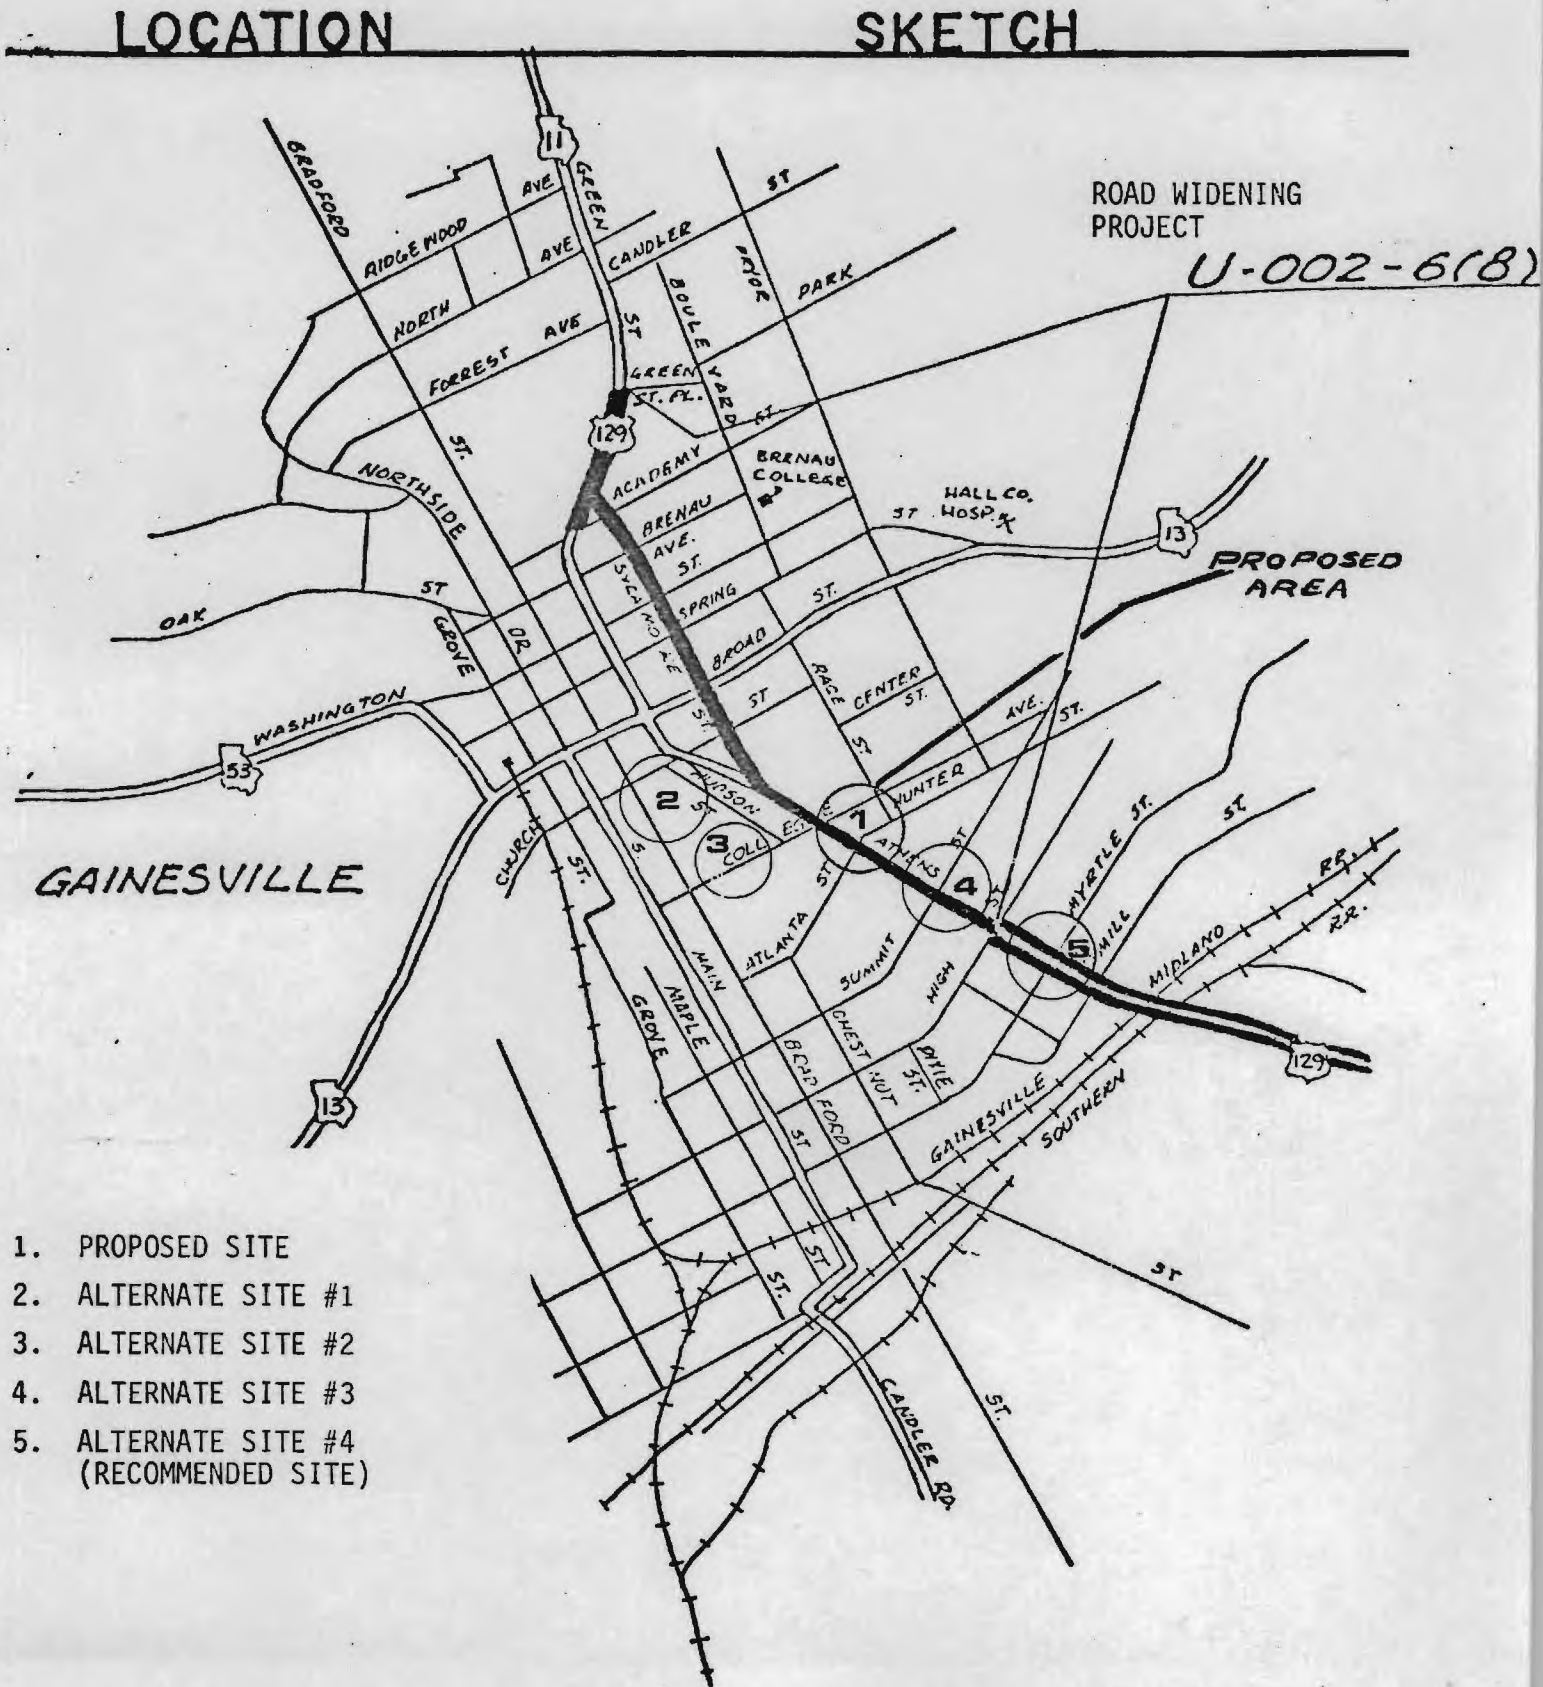 LOCATION SKETCH
ROAD WIDENING
PROJECT
U-002-6(8)
11
BRADFORD
ST.
GREEN
ST
RIDGEWOOD AVE
NORTH AVE
FORREST AVE
CANDLER ST
PRYOR
BOULEVARD
PARK
GREEN
ST. PL.
129
ACADEMY ST
BRENAU
AVE.
BRENAU
COLLEGE
HALL CO.
HOSP.
ST
13
PROPOSED
AREA
NORTHSIDE
DR
OAK ST
GROVE
SYCAMORE
ST.
ST.
SPRING
BROAD ST.
ST
RACE
ST
CENTER
ST.
AVE.
ST.
HUNTER
WASHINGTON
53
2
HUDSON
ST
3
COLLEGE
1
ATHENS
ST
4
ST
5
MYRTLE ST.
MILL
ST
MIDLAND RR.
RR.
GAINESVILLE
CHURCH
ST.
S.
MAIN
ATLANTA
ST
SUMMIT
HIGH
MAPLE
GROVE
CHESTNUT
BRADFORD
DIXIE
ST.
GAINESVILLE
SOUTHERN
129
13
ST
ST
ST.
ST
ST.
CANDLER RD.
1. PROPOSED SITE
2. ALTERNATE SITE #1
3. ALTERNATE SITE #2
4. ALTERNATE SITE #3
5. ALTERNATE SITE #4
(RECOMMENDED SITE)